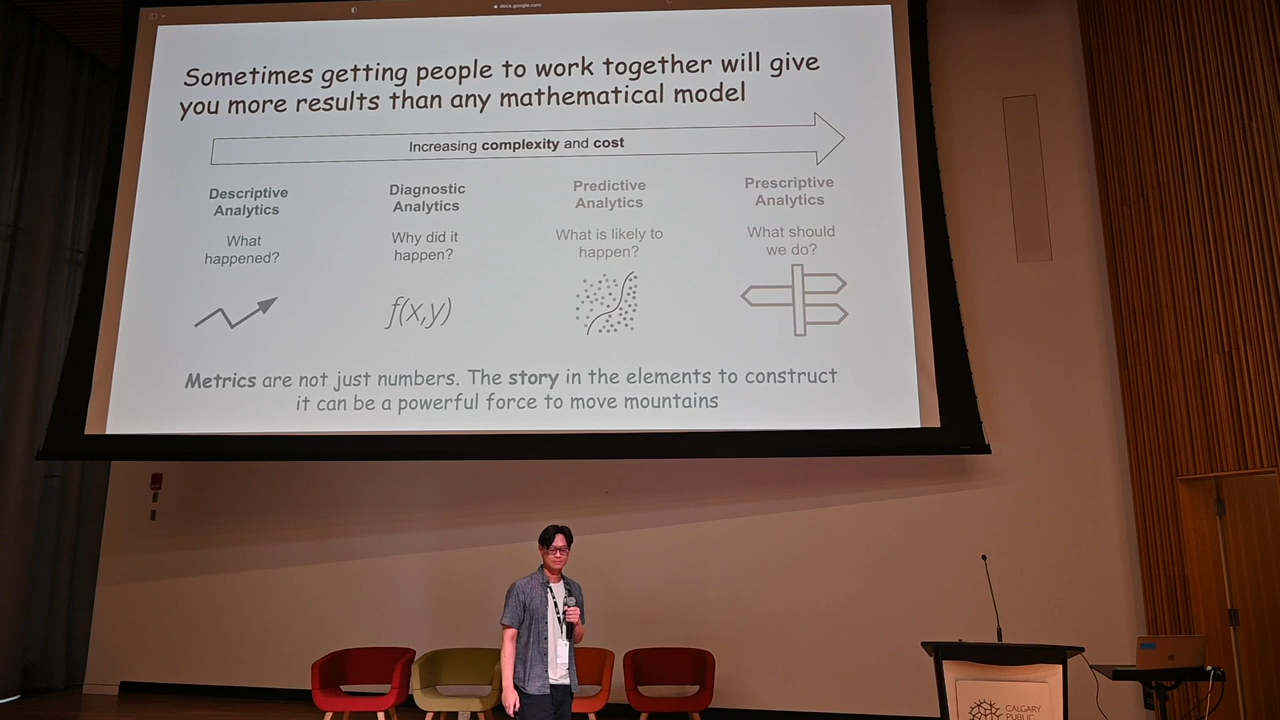 docs.google.com
Sometimes getting people to work together will give
you more results than any mathematical model
Increasing complexity and cost
Descriptive
Analytics
Diagnostic
Analytics
Predictive
Analytics
Prescriptive
Analytics
What
happened?
Why did it
happen?
What is likely to
happen?
What should
we do?
f(x,y)
Metrics are not just numbers. The story in the elements to construct
it can be a powerful force to move mountains
CALGARY
PUBLIC